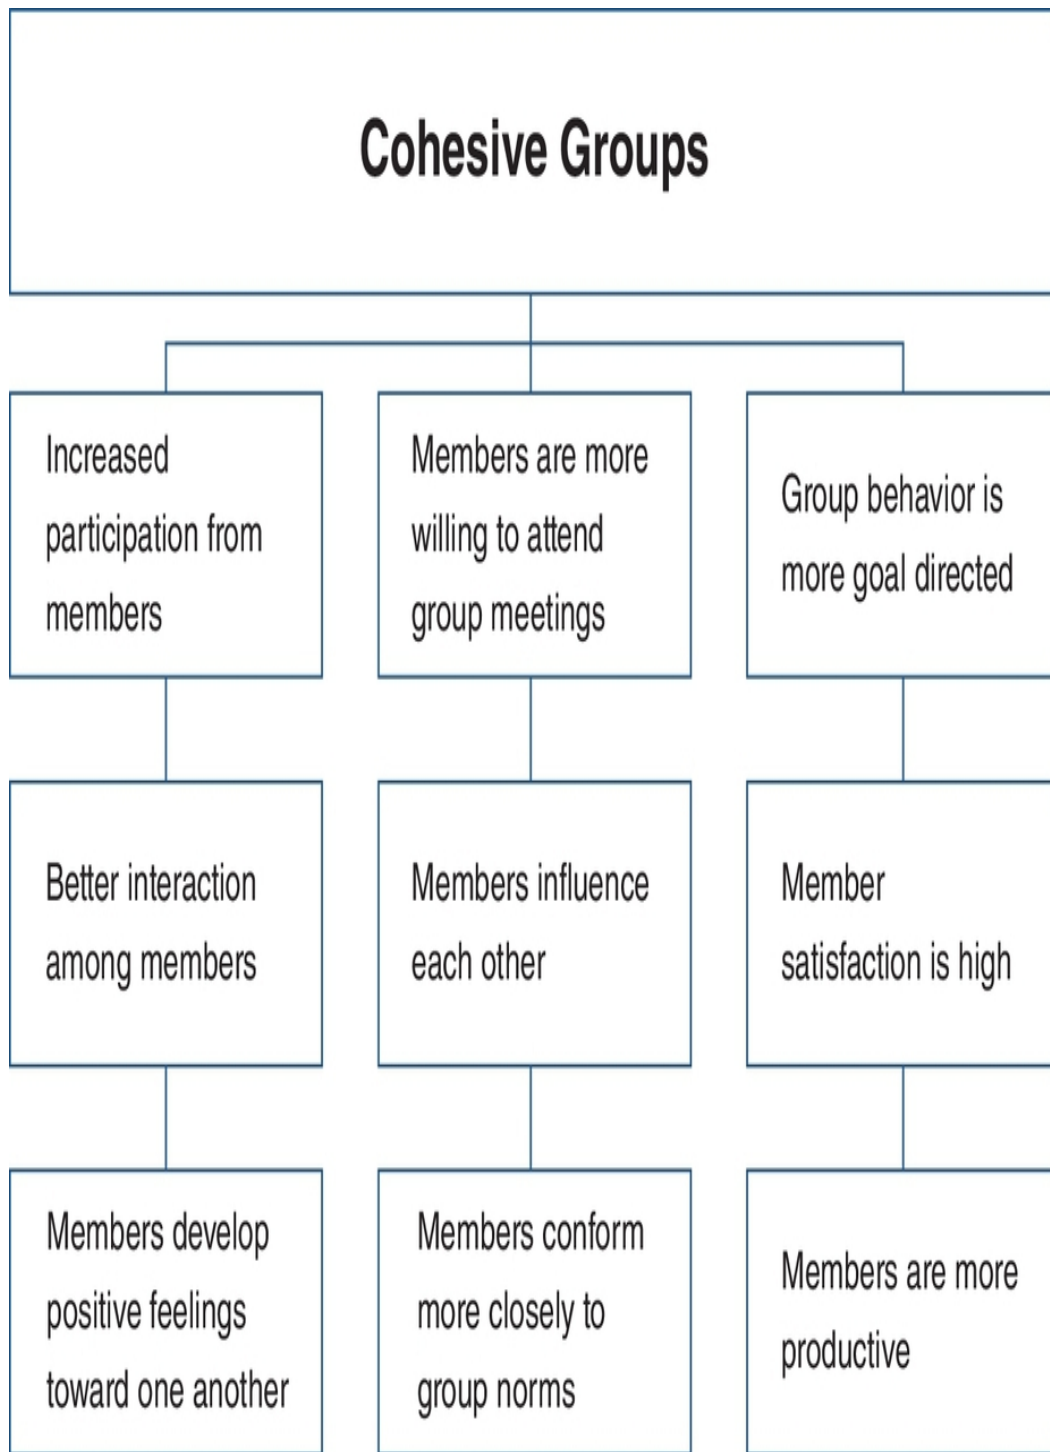 Cohesive Groups
Increased
participation from
members
Members are more
willing to attend
group meetings
Group behavior is
more goal directed
Better interaction
among members
Members influence
each other
Member
satisfaction is high
Members develop
positive feelings
toward one another
Members conform
more closely to
group norms
Members are more
productive